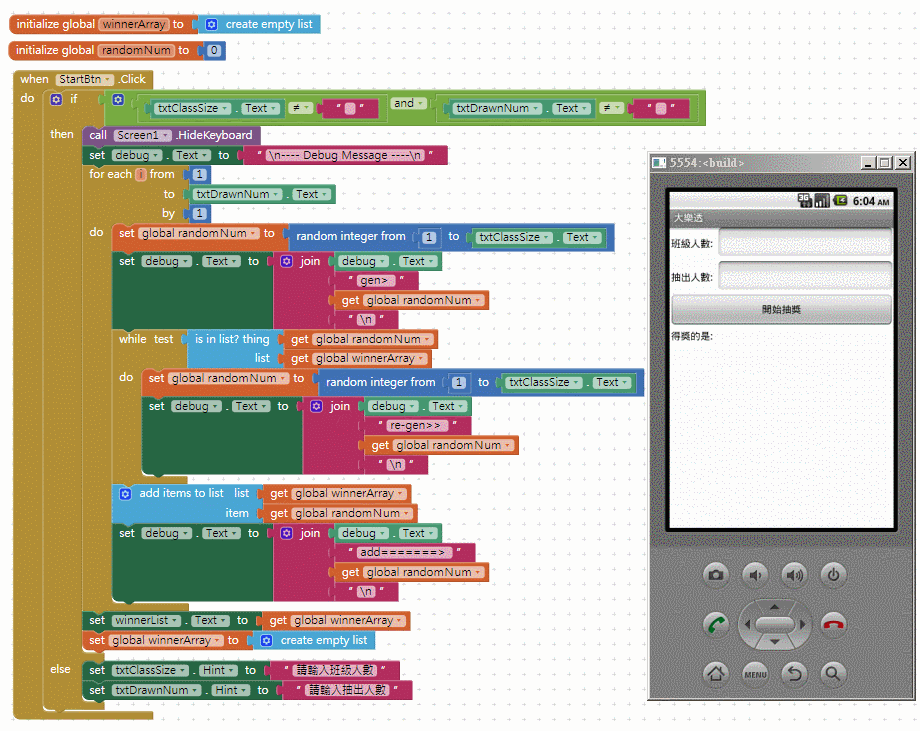 initialize global winnerArray to create empty list
initialize global randomNum to 0
when StartBtn .Click
do if txtClassSize . Text ≠ " " and txtDrawnNum . Text ≠ " "
then call Screen1 .HideKeyboard
set debug . Text to " \n---- Debug Message ----\n "
for each i from 1
to txtDrawnNum . Text
by 1
do set global randomNum to random integer from 1 to txtClassSize . Text
set debug . Text to join debug . Text
" gen> "
get global randomNum
" \n "
while test is in list? thing get global randomNum
list get global winnerArray
do set global randomNum to random integer from 1 to txtClassSize . Text
set debug . Text to join debug . Text
" re-gen>> "
get global randomNum
" \n "
add items to list list get global winnerArray
item get global randomNum
set debug . Text to join debug . Text
" add=======> "
get global randomNum
" \n "
set winnerList . Text to get global winnerArray
set global winnerArray to create empty list
else set txtClassSize . Hint to " 請輸入班級人數 "
set txtDrawnNum . Hint to " 請輸入抽出人數 "
5554:<build>
3G 6:04 AM
大樂透
班級人數:
抽出人數:
開始抽獎
得獎的是:
MENU